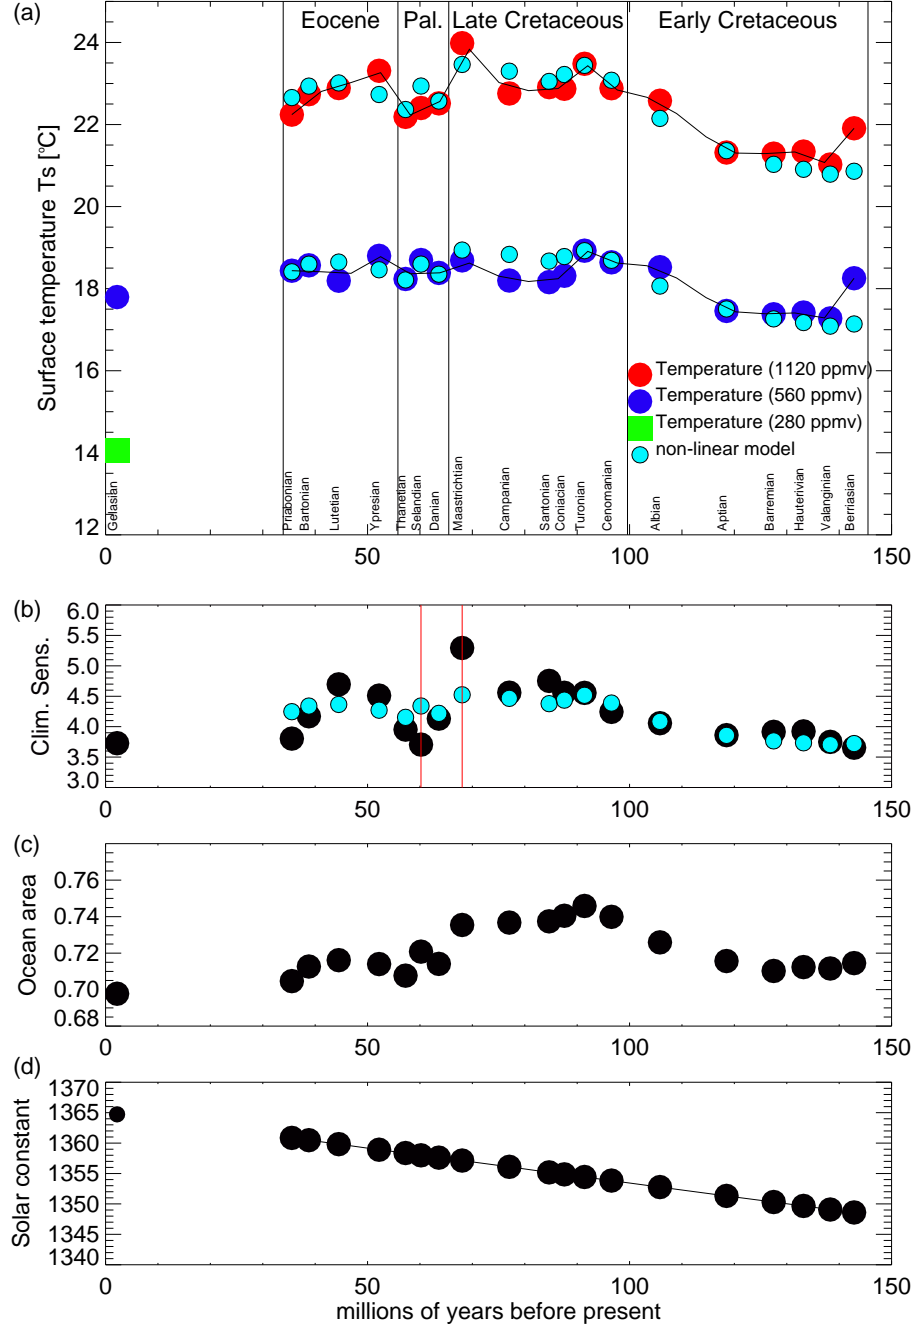 (a)
Eocene Pal. Late Cretaceous Early Cretaceous
Surface temperature Ts [°C]
24
22
20
18
16
14
12
Temperature (1120 ppmv)
Temperature (560 ppmv)
Temperature (280 ppmv)
non-linear model
Gelasian
Priabonian
Bartonian
Lutetian
Ypresian
Thanetian
Selandian
Danian
Maastrichtian
Campanian
Santonian
Coniacian
Turonian
Cenomanian
Albian
Aptian
Barremian
Hauterivian
Valanginian
Berriasian
0 50 100 150
(b)
Clim. Sens.
6.0
5.5
5.0
4.5
4.0
3.5
3.0
0 50 100 150
(c)
Ocean area
0.76
0.74
0.72
0.70
0.68
0 50 100 150
(d)
Solar constant
1370
1365
1360
1355
1350
1345
1340
0 50 100 150
millions of years before present